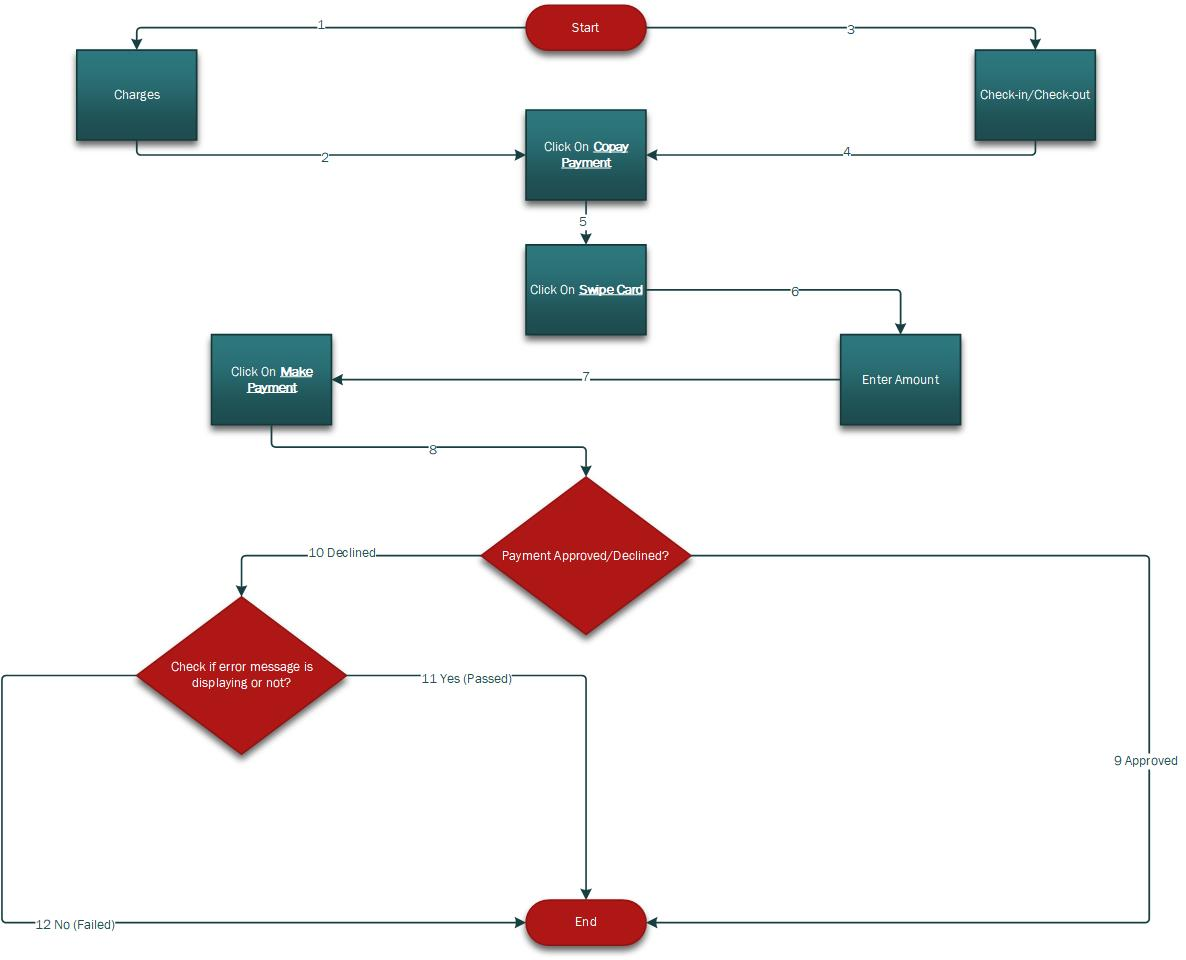 1
Start
3
Charges
Check-in/Check-out
Click On Copay
Payment
2
4
5
Click On Swipe Card
6
Click On Make
Payment
7
Enter Amount
8
10 Declined
Payment Approved/Declined?
Check if error message is
displaying or not?
11 Yes (Passed)
9 Approved
12 No (Failed)
End